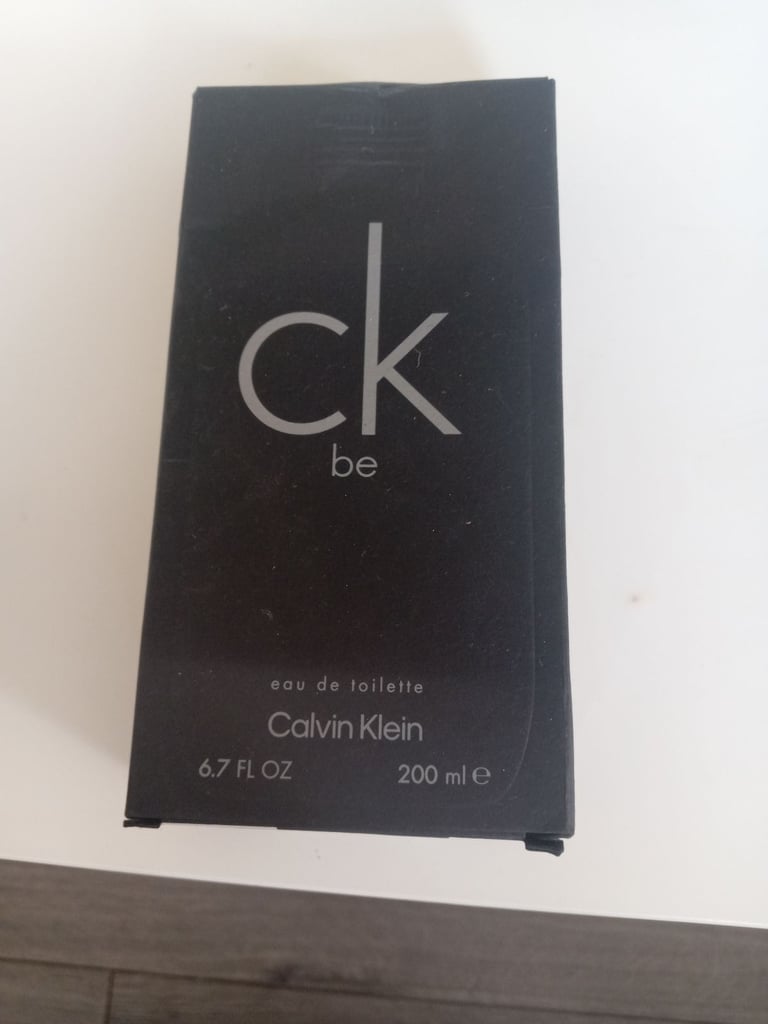 ck
be
eau de toilette
Calvin Klein
6.7 FL OZ 200 ml ℮